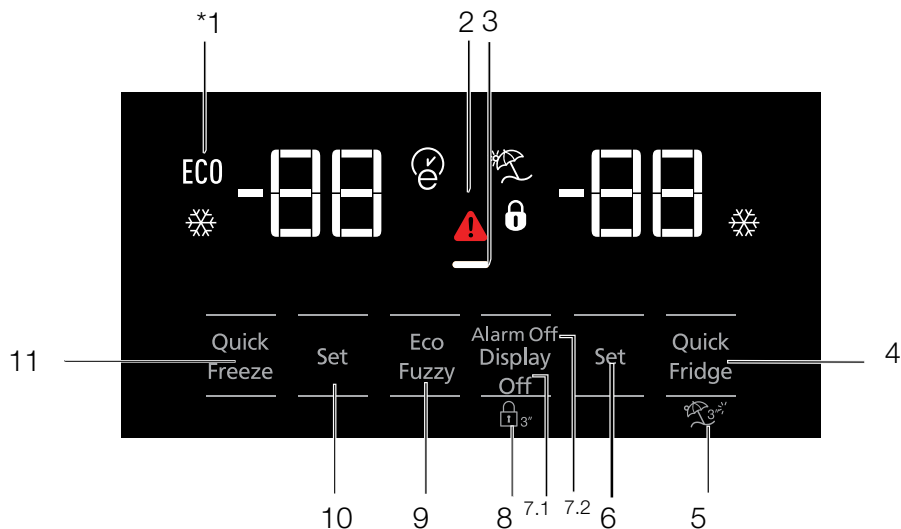 *1
2
3
ECO
-88
e
-88
Quick
Freeze
Set
Eco
Fuzzy
Alarm Off
Display
Off
Set
Quick
Fridge
11
4
3"
3"
10
9
8
7.1
7.2
6
5